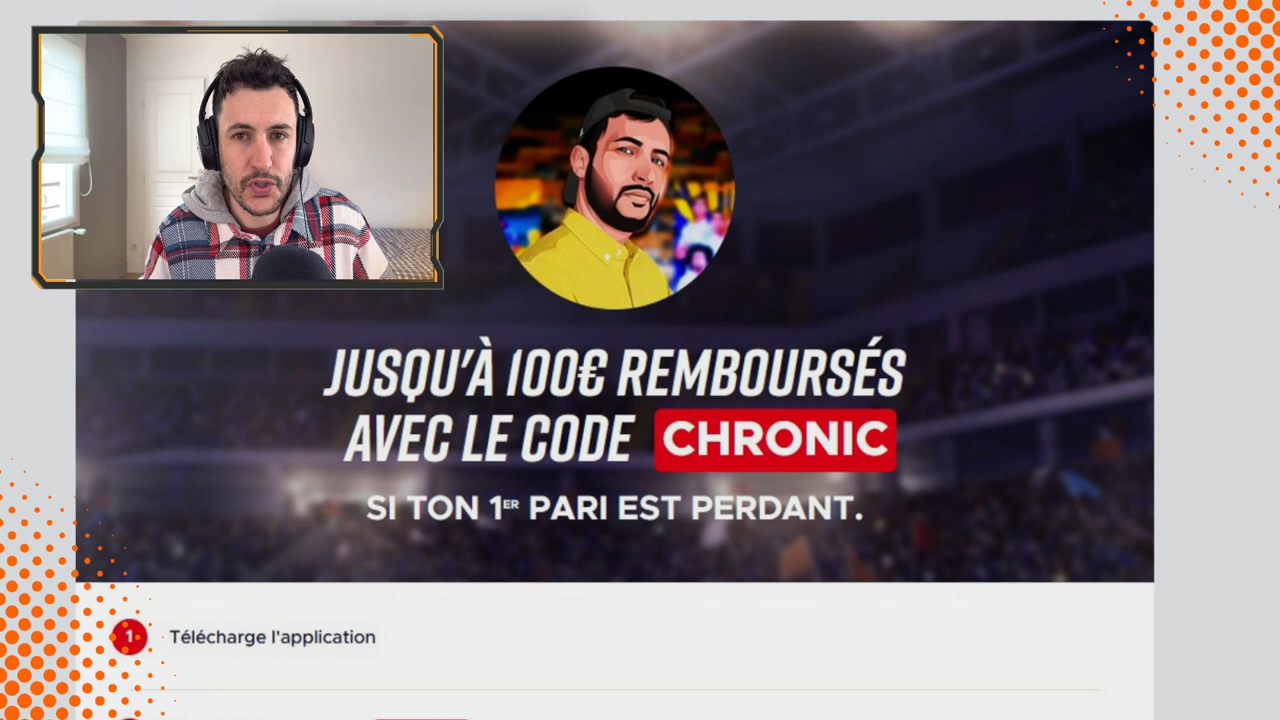 JUSQU'À 100€ REMBOURSÉS
AVEC LE CODE CHRONIC
SI TON 1ER PARI EST PERDANT.
1 Télécharge l'application